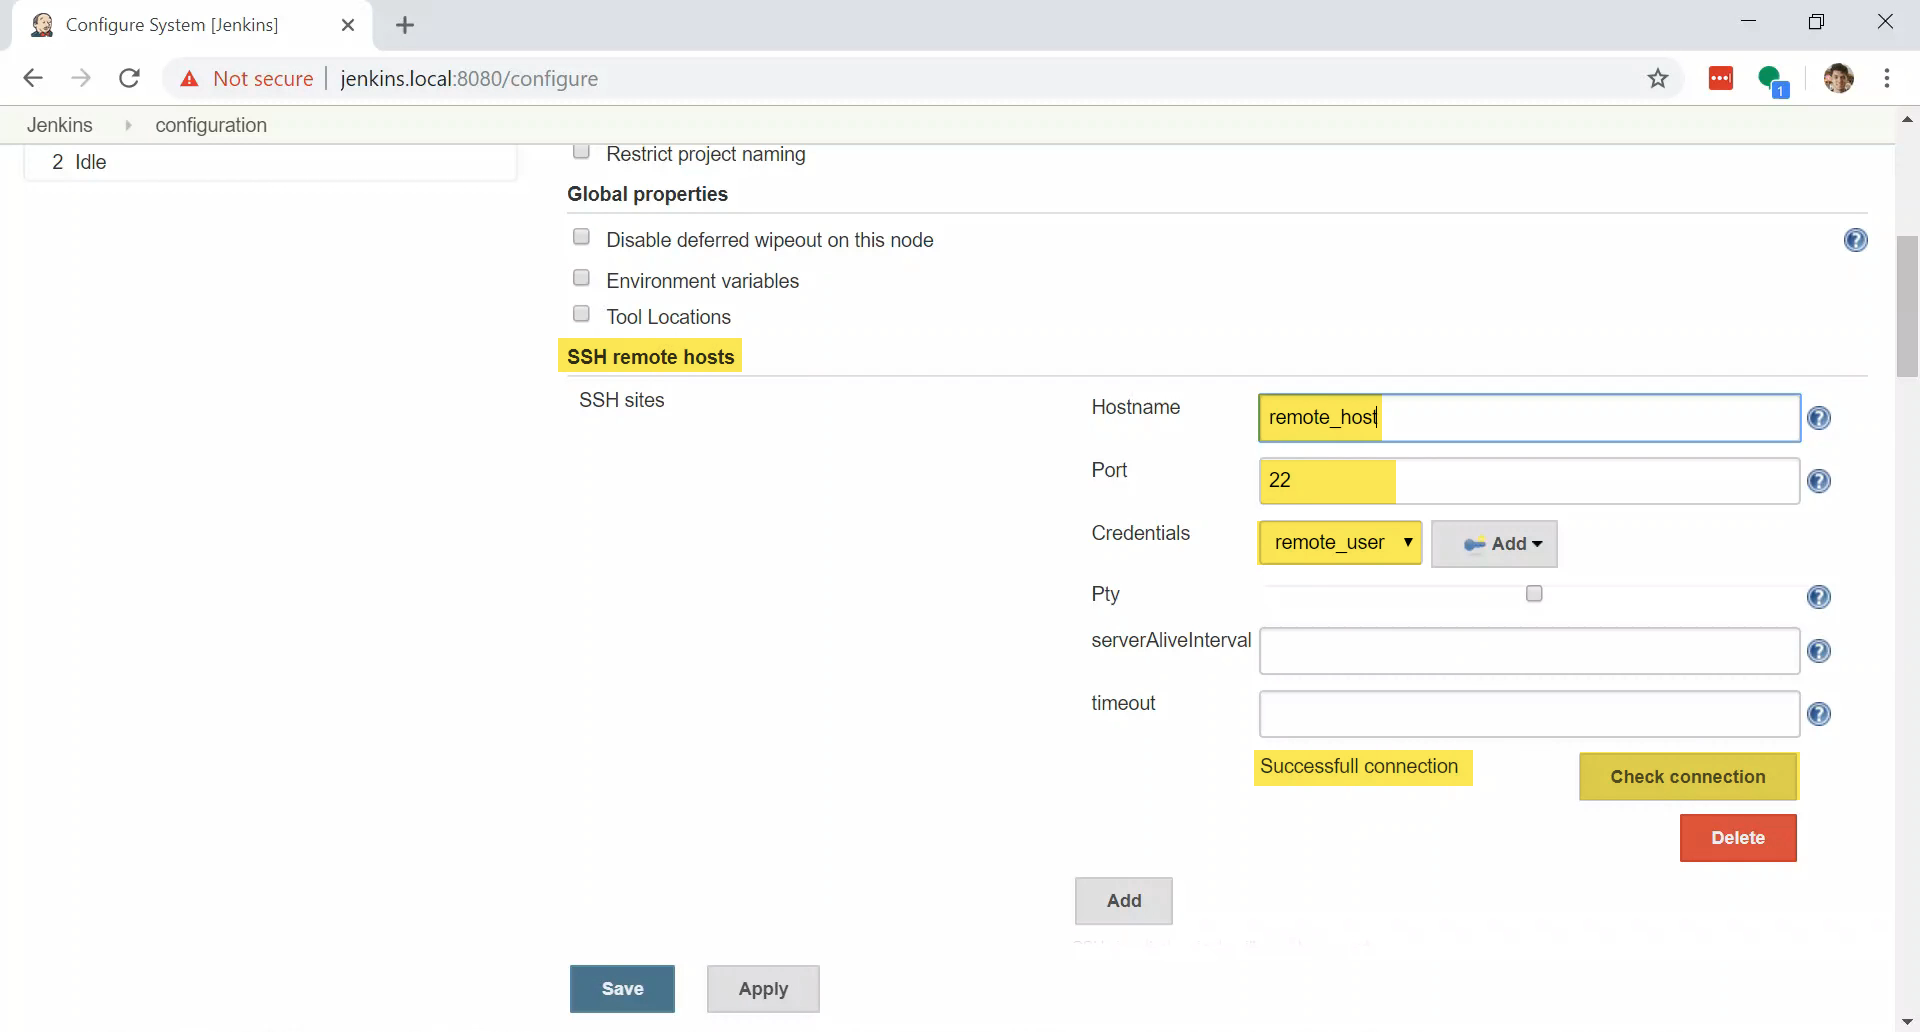 Configure System [Jenkins]
Not secure jenkins.local:8080/configure
1
Jenkins configuration
2 Idle
Restrict project naming
Global properties
Disable deferred wipeout on this node
Environment variables
Tool Locations
SSH remote hosts
SSH sites
Hostname remote_host
Port 22
Credentials remote_user Add
Pty
serverAliveInterval
timeout
Successfull connection Check connection
Delete
Add
Save Apply